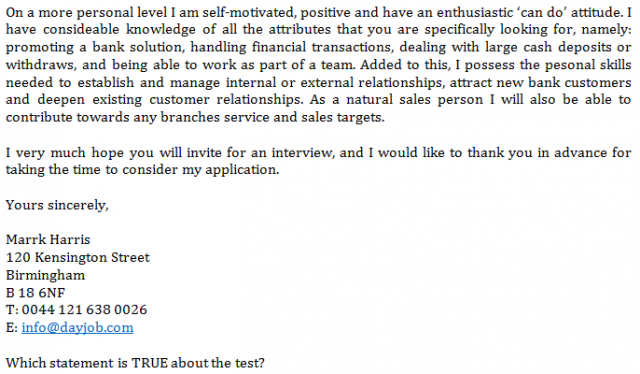 On a more personal level I am self-motivated, positive and have an enthusiastic ‘can do’ attitude. I
have consideable knowledge of all the attributes that you are specifically looking for, namely:
promoting a bank solution, handling financial transactions, dealing with large cash deposits or
withdraws, and being able to work as part of a team. Added to this, I possess the pesonal skills
needed to establish and manage internal or external relationships, attract new bank customers
and deepen existing customer relationships. As a natural sales person I will also be able to
contribute towards any branches service and sales targets.
I very much hope you will invite for an interview, and I would like to thank you in advance for
taking the time to consider my application.
Yours sincerely,
Marrk Harris
120 Kensington Street
Birmingham
B 18 6NF
T: 0044 121 638 0026
E: info@dayjob.com
Which statement is TRUE about the test?